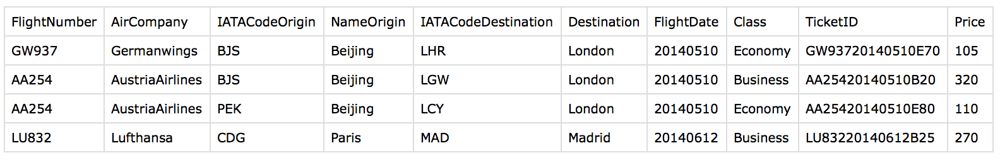 FlightNumber AirCompany IATACodeOrigin NameOrigin IATACodeDestination Destination FlightDate Class TicketID Price
GW937 Germanwings BJS Beijing LHR London 20140510 Economy GW93720140510E70 105
AA254 AustriaAirlines BJS Beijing LGW London 20140510 Business AA25420140510B20 320
AA254 AustriaAirlines PEK Beijing LCY London 20140510 Economy AA25420140510E80 110
LU832 Lufthansa CDG Paris MAD Madrid 20140612 Business LU83220140612B25 270